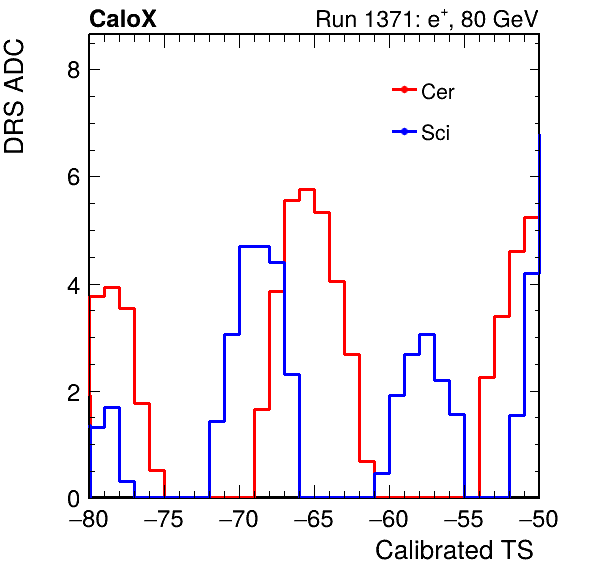 CaloX Run 1371: e⁺, 80 GeV
DRS ADC
8
6
4
2
0
Cer
Sci
−80 −75 −70 −65 −60 −55 −50
Calibrated TS